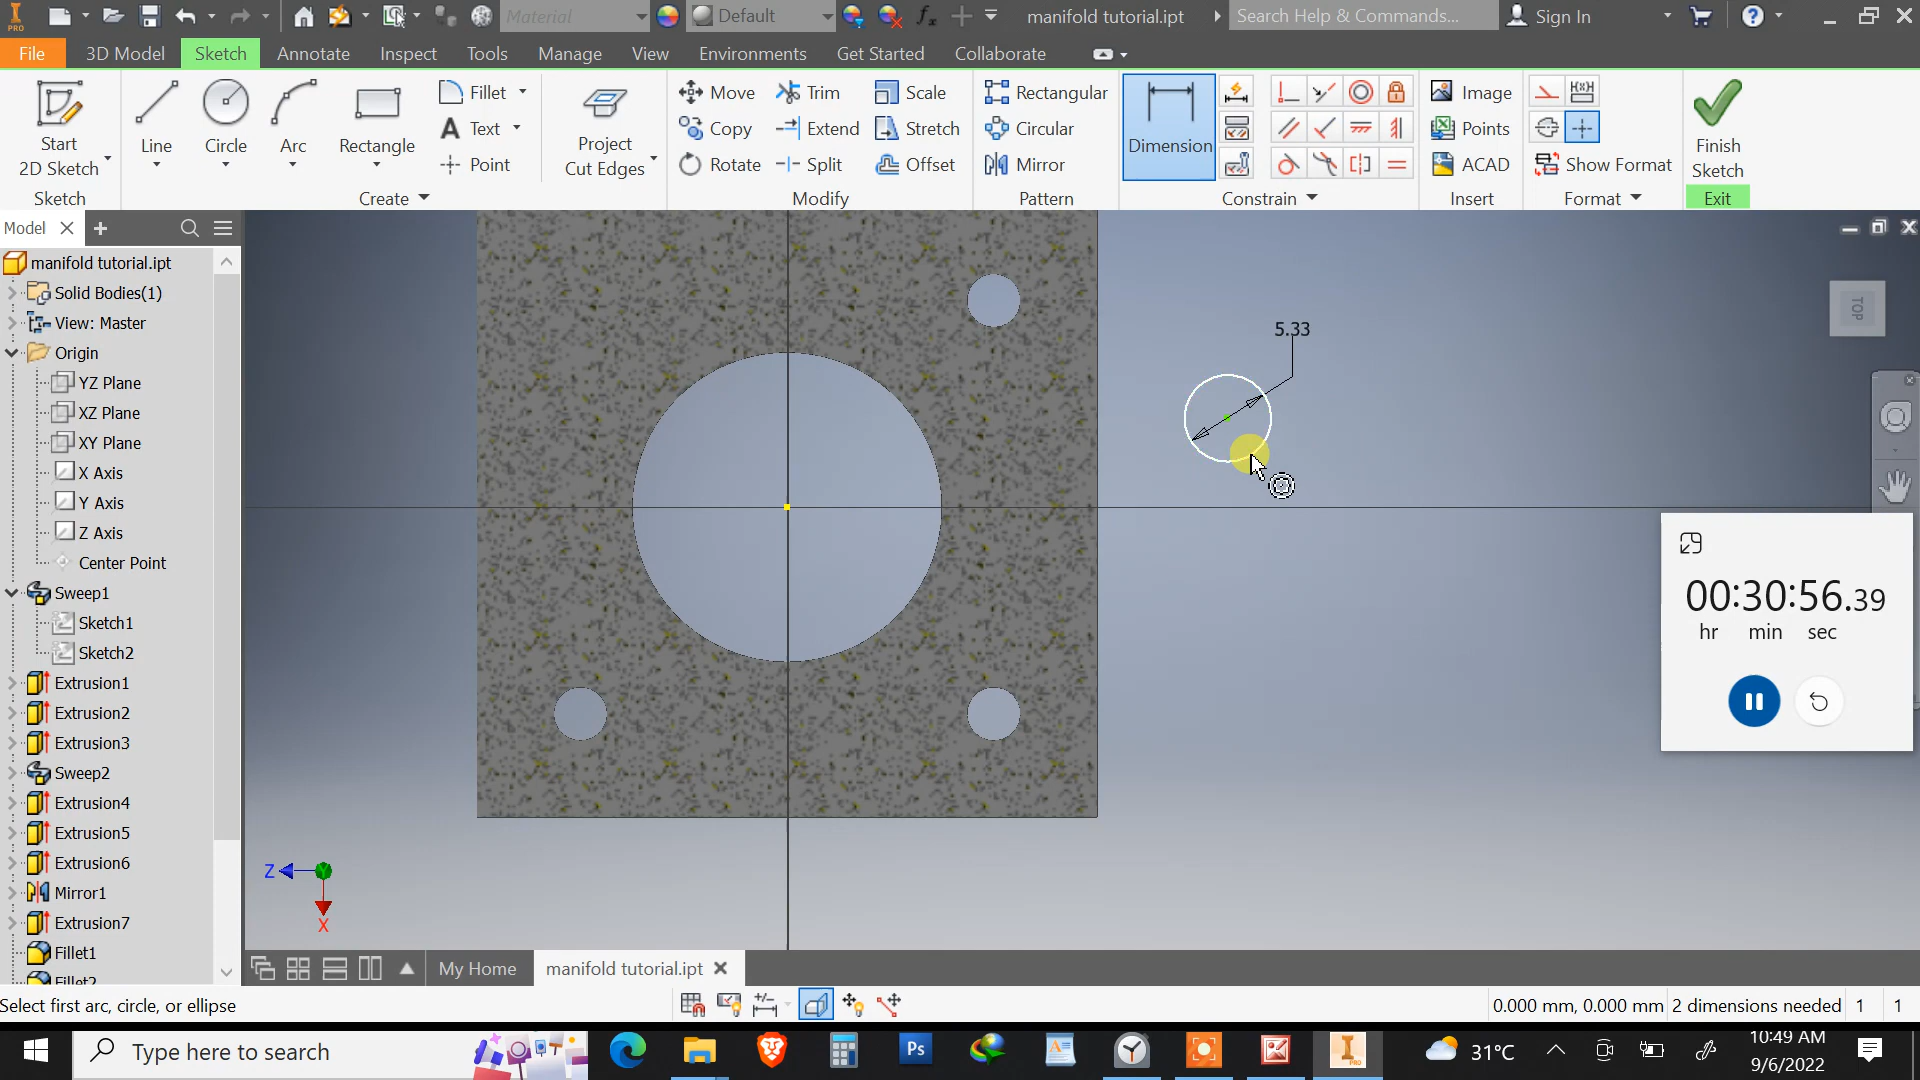 Material
Default
manifold tutorial.ipt
Search Help & Commands...
Sign In
PRO
File
3D Model
Sketch
Annotate
Inspect
Tools
Manage
View
Environments
Get Started
Collaborate
Start
2D Sketch
Line
Circle
Arc
Rectangle
Fillet
Text
Point
Project
Cut Edges
Move
Copy
Rotate
Trim
Extend
Split
Scale
Stretch
Offset
Rectangular
Circular
Mirror
Dimension
Image
Points
ACAD
Show Format
Finish
Sketch
Sketch
Create
Modify
Pattern
Constrain
Insert
Format
Exit
Model
manifold tutorial.ipt
Solid Bodies(1)
View: Master
Origin
YZ Plane
XZ Plane
XY Plane
X Axis
Y Axis
Z Axis
Center Point
Sweep1
Sketch1
Sketch2
Extrusion1
Extrusion2
Extrusion3
Sweep2
Extrusion4
Extrusion5
Extrusion6
Mirror1
Extrusion7
Fillet1
Fillet2
5.33
TOP
Z
X
00:30:56.39
hr min sec
My Home
manifold tutorial.ipt
Select first arc, circle, or ellipse
0.000 mm, 0.000 mm
2 dimensions needed
1
1
Type here to search
Ps
PRO
31°C
10:49 AM
9/6/2022